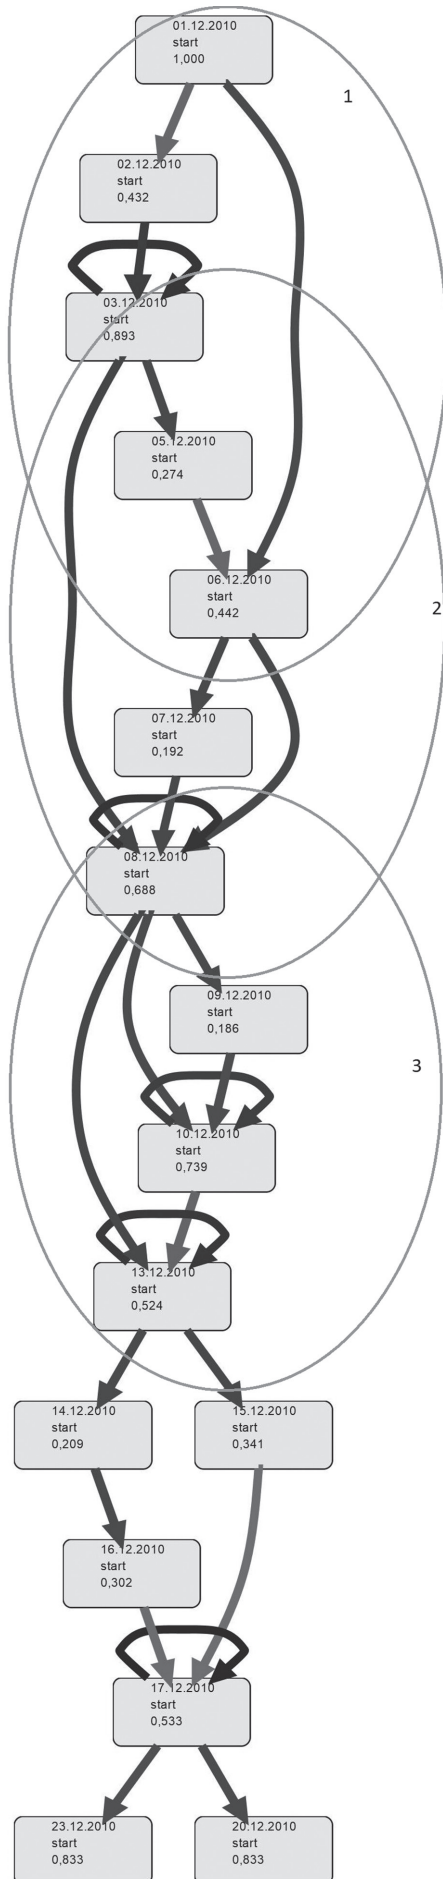 01.12.2010
start
1,000
1
02.12.2010
start
0,432
03.12.2010
start
0,893
05.12.2010
start
0,274
06.12.2010
start
0,442
2
07.12.2010
start
0,192
08.12.2010
start
0,688
09.12.2010
start
0,186
3
10.12.2010
start
0,739
13.12.2010
start
0,524
14.12.2010
start
0,209
15.12.2010
start
0,341
16.12.2010
start
0,302
17.12.2010
start
0,533
23.12.2010
start
0,833
20.12.2010
start
0,833